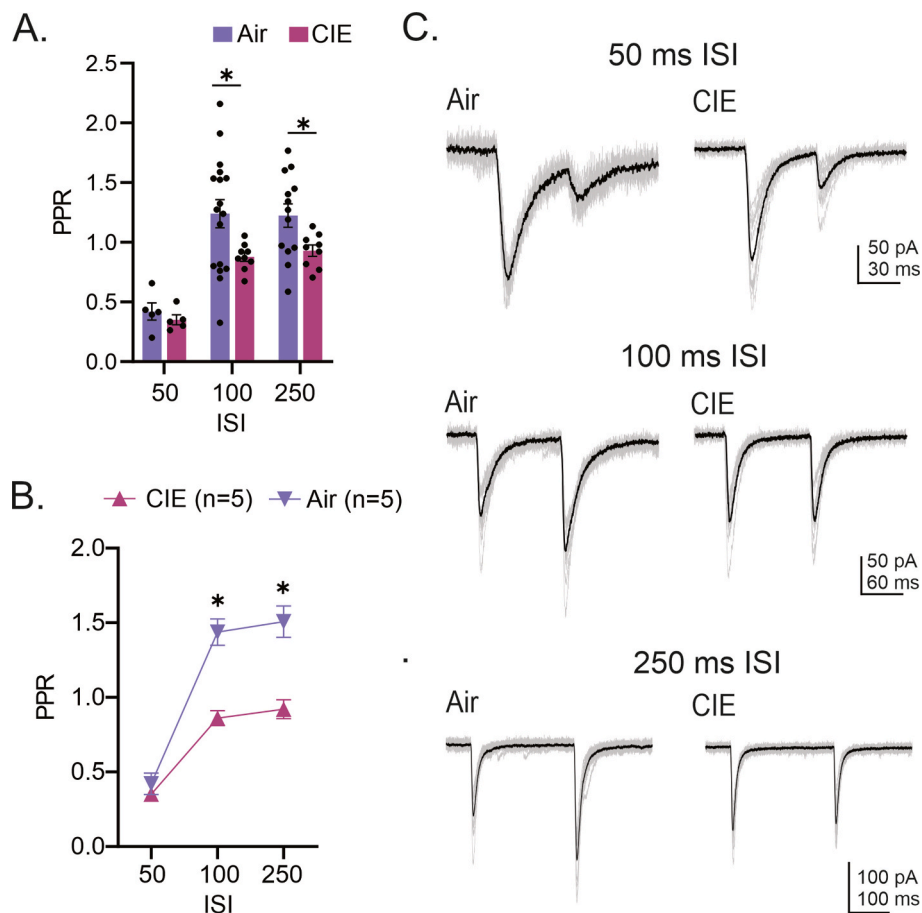 A.
Air CIE
2.5
2.0
1.5
1.0
0.5
0.0
PPR
*
*
50 100 250
ISI
B.
CIE (n=5) Air (n=5)
2.0
1.5
1.0
0.5
0.0
PPR
*
*
50 100 250
ISI
C.
50 ms ISI
Air CIE
50 pA
30 ms
100 ms ISI
Air CIE
50 pA
60 ms
250 ms ISI
Air CIE
100 pA
100 ms